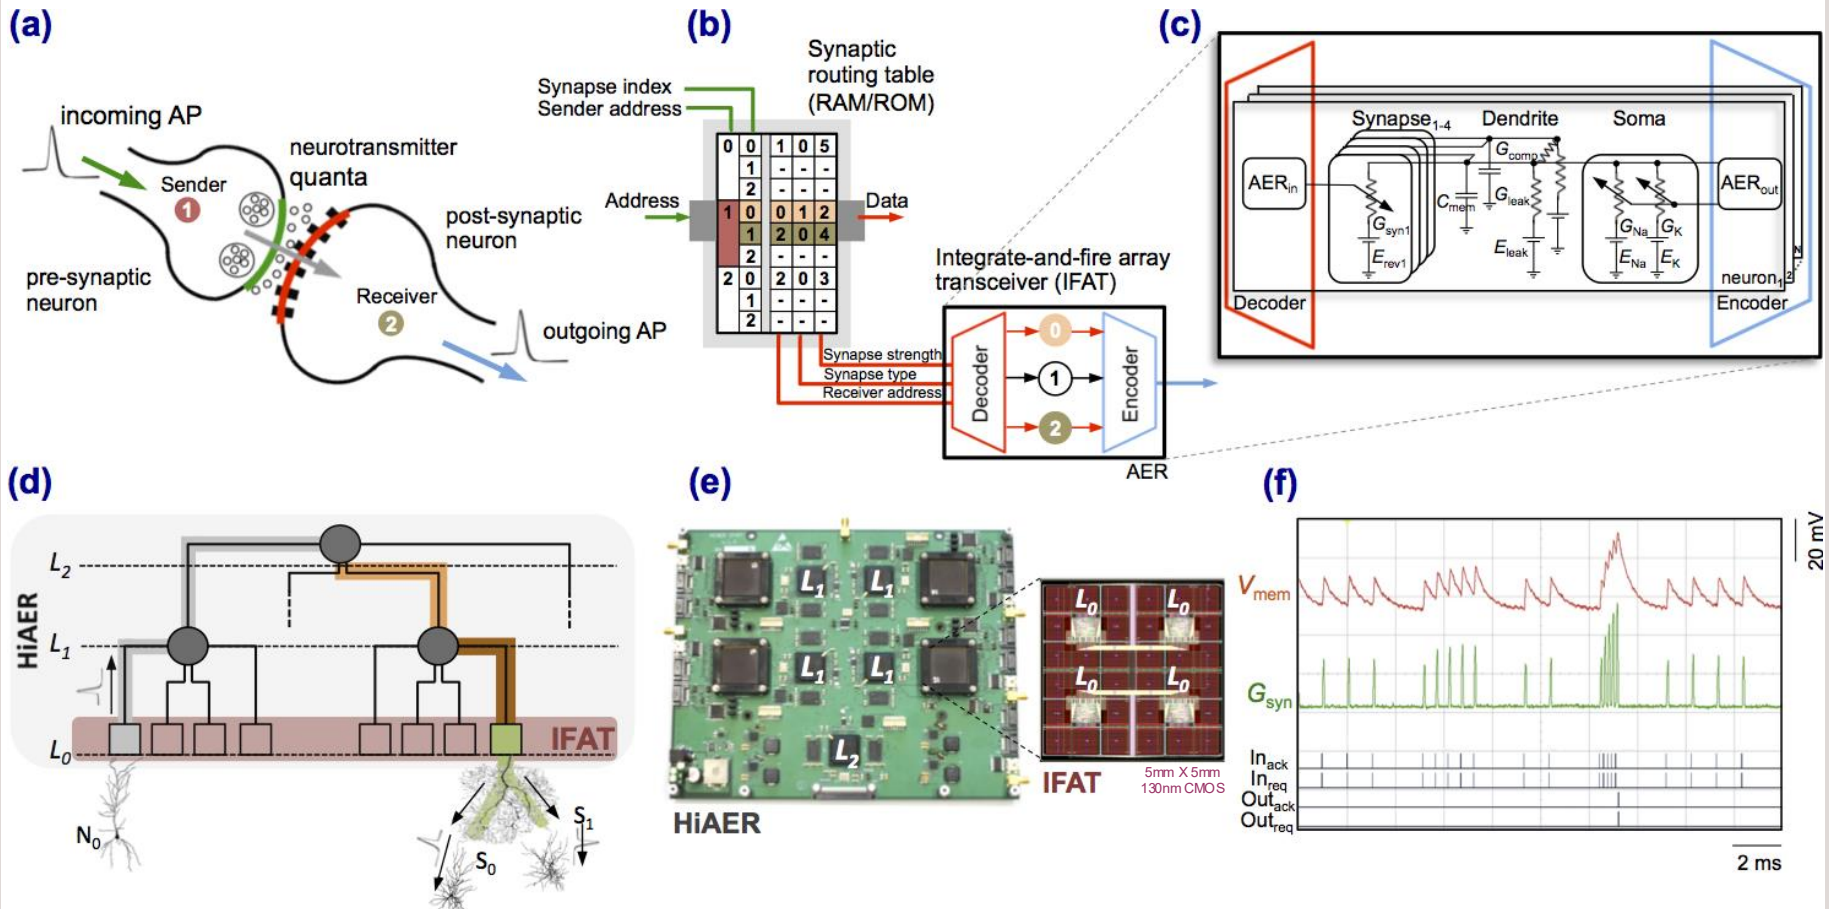 (a)
incoming AP
Sender
1
neurotransmitter
quanta
post-synaptic
neuron
pre-synaptic
neuron
Receiver
2
outgoing AP
(b)
Synaptic
routing table
(RAM/ROM)
Synapse index
Sender address
Address
Data
0 0 1 0 5
1 - - -
2 - - -
1 0 0 1 2
1 2 0 4
2 - - -
2 0 2 0 3
1 - - -
2 - - -
Synapse strength
Synapse type
Receiver address
Integrate-and-fire array
transceiver (IFAT)
Decoder
0
1
2
Encoder
AER
(c)
Synapse1-4
Dendrite
Soma
AERin
Gcomp
Cmem
Gleak
Gsyn1
Erev1
Eleak
GNa
GK
ENa
EK
AERout
N
2
neuron1
Decoder
Encoder
(d)
HiAER
L2
L1
L0
IFAT
N0
S0
S1
(e)
L1
L1
L1
L1
L2
L0
L0
L0
L0
HiAER
IFAT
5mm X 5mm
130nm CMOS
(f)
20 mV
Vmem
Gsyn
Inack
Inreq
Outack
Outreq
2 ms